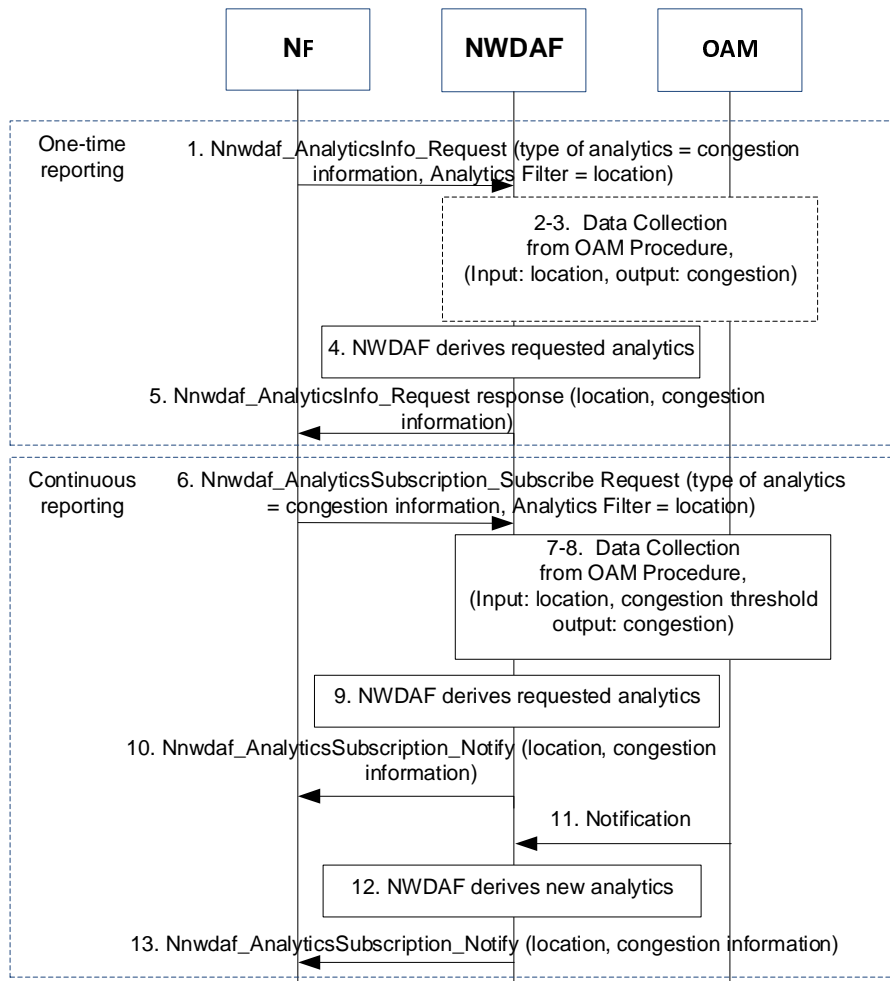 NF
NWDAF
OAM
One-time
reporting
1. Nnwdaf_AnalyticsInfo_Request (type of analytics = congestion
information, Analytics Filter = location)
2-3.  Data Collection
from OAM Procedure,
(Input: location, output: congestion)
4. NWDAF derives requested analytics
5. Nnwdaf_AnalyticsInfo_Request response (location, congestion
information)
Continuous
reporting
6. Nnwdaf_AnalyticsSubscription_Subscribe Request (type of analytics
= congestion information, Analytics Filter = location)
7-8.  Data Collection
from OAM Procedure,
(Input: location, congestion threshold
output: congestion)
9. NWDAF derives requested analytics
10. Nnwdaf_AnalyticsSubscription_Notify (location, congestion
information)
11. Notification
12. NWDAF derives new analytics
13. Nnwdaf_AnalyticsSubscription_Notify (location, congestion information)